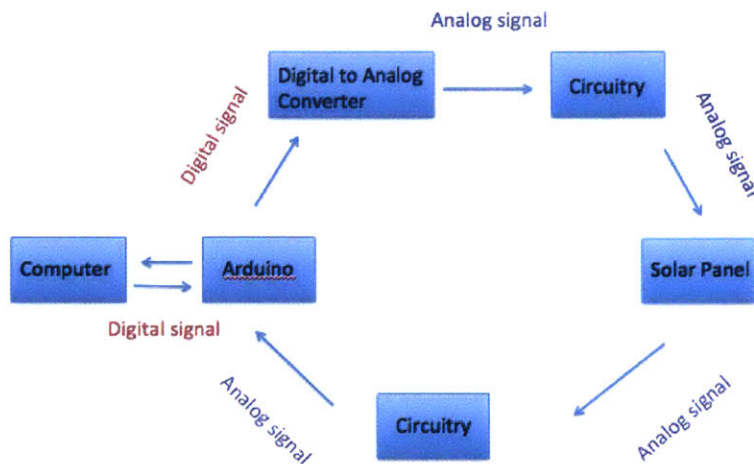 Analog signal
Digital to Analog
Converter
Circuitry
Digital signal
Analog signal
Computer
Arduino
Solar Panel
Digital signal
Analog signal
Circuitry
Analog signal